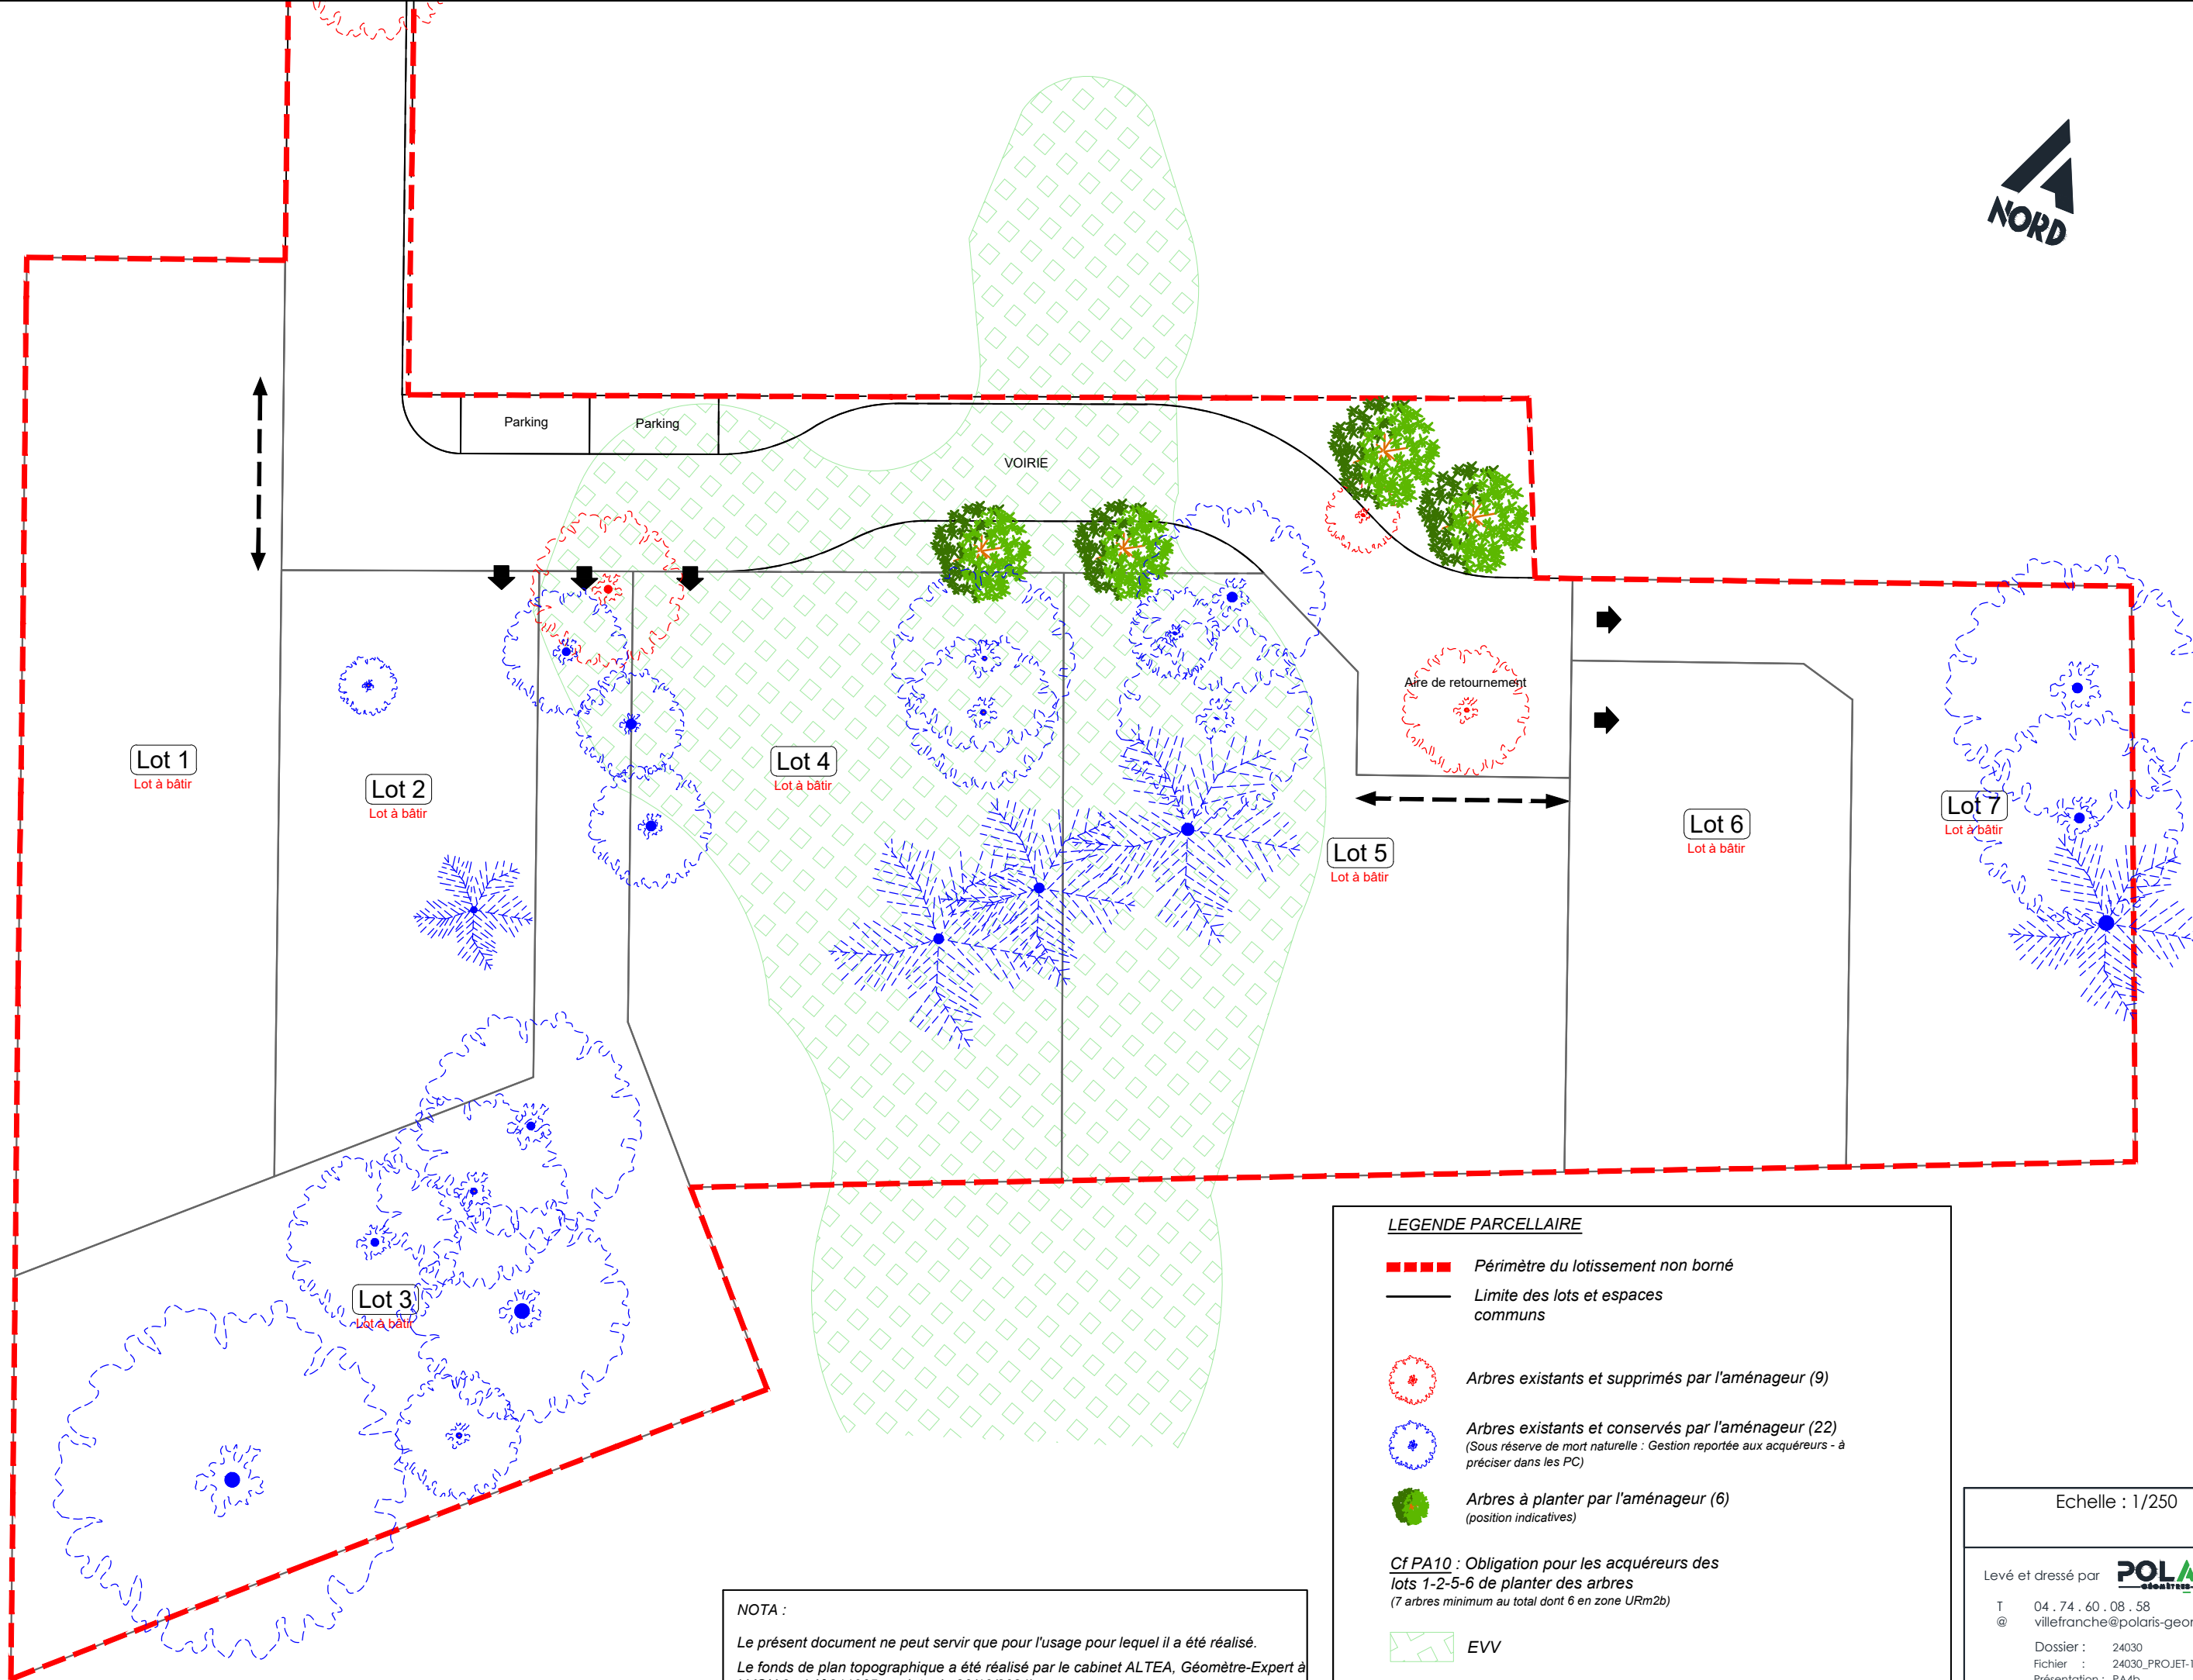 NORD
Parking
Parking
VOIRIE
Aire de retournement
Lot 1
Lot à bâtir
Lot 2
Lot à bâtir
Lot 4
Lot à bâtir
Lot 5
Lot à bâtir
Lot 6
Lot à bâtir
Lot 7
Lot à bâtir
Lot 3
Lot à bâtir
LEGENDE PARCELLAIRE
Périmètre du lotissement non borné
Limite des lots et espaces
communs
Arbres existants et supprimés par l'aménageur (9)
Arbres existants et conservés par l'aménageur (22)
(Sous réserve de mort naturelle : Gestion reportée aux acquéreurs - à
préciser dans les PC)
Arbres à planter par l'aménageur (6)
(position indicatives)
Cf PA10 : Obligation pour les acquéreurs des
lots 1-2-5-6 de planter des arbres
(7 arbres minimum au total dont 6 en zone URm2b)
EVV
NOTA :
Le présent document ne peut servir que pour l'usage pour lequel il a été réalisé.
Le fonds de plan topographique a été réalisé par le cabinet ALTEA, Géomètre-Expert à
Echelle : 1/250
Levé et dressé par POLA
T 04 . 74 . 60 . 08 . 58
@ villefranche@polaris-geo
Dossier : 24030
Fichier : 24030_PROJET-1
Présentation : PA4b